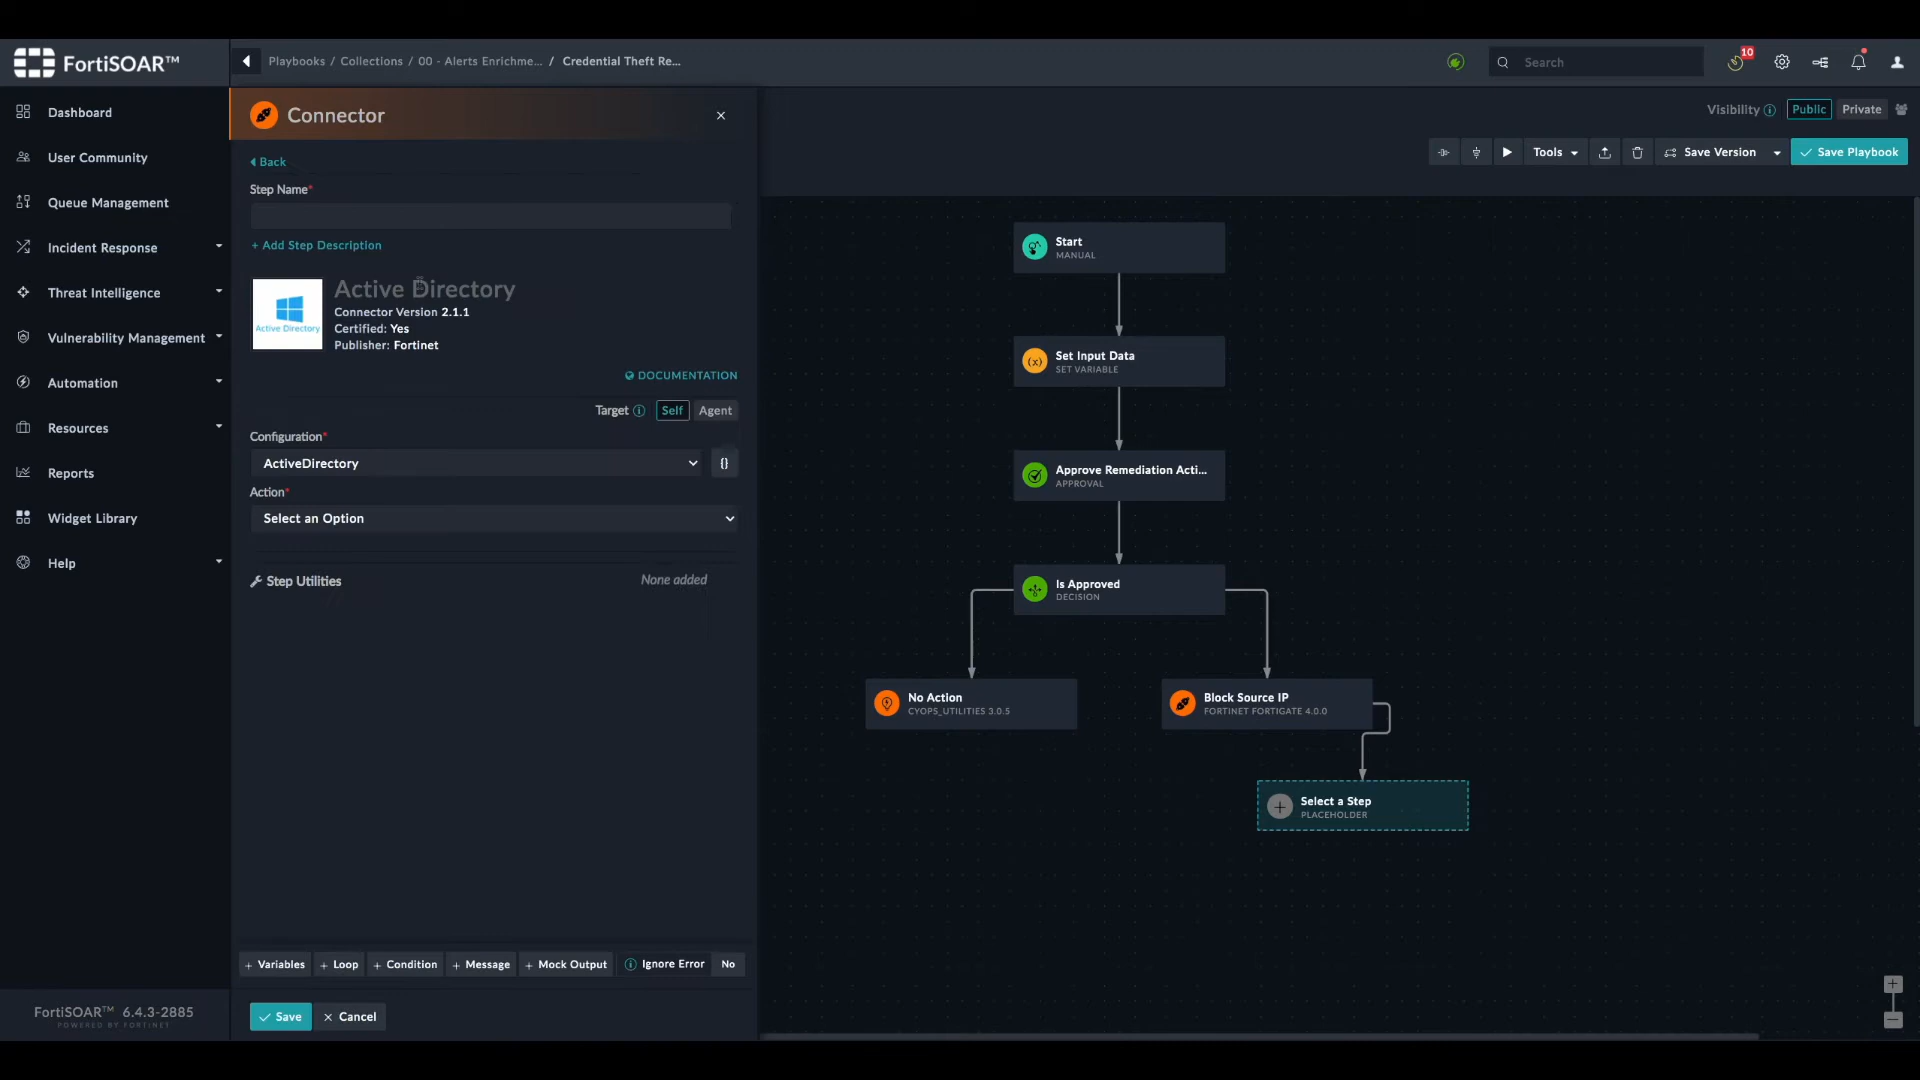 FortiSOAR™
Playbooks / Collections / 00 - Alerts Enrichme... / Credential Theft Re...
Search
10
Dashboard
User Community
Queue Management
Incident Response
Threat Intelligence
Vulnerability Management
Automation
Resources
Reports
Widget Library
Help
FortiSOAR™ 6.4.3-2885
POWERED BY FORTINET
Connector
Back
Step Name*
+ Add Step Description
Active Directory
Active Directory
Connector Version 2.1.1
Certified: Yes
Publisher: Fortinet
DOCUMENTATION
Target Self Agent
Configuration*
ActiveDirectory
{}
Action*
Select an Option
Step Utilities
None added
+ Variables + Loop + Condition + Message + Mock Output Ignore Error No
Save Cancel
Visibility Public Private
Tools Save Version Save Playbook
Start
MANUAL
(x)
Set Input Data
SET VARIABLE
Approve Remediation Acti...
APPROVAL
Is Approved
DECISION
No Action
CYOPS_UTILITIES 3.0.5
Block Source IP
FORTINET FORTIGATE 4.0.0
Select a Step
PLACEHOLDER